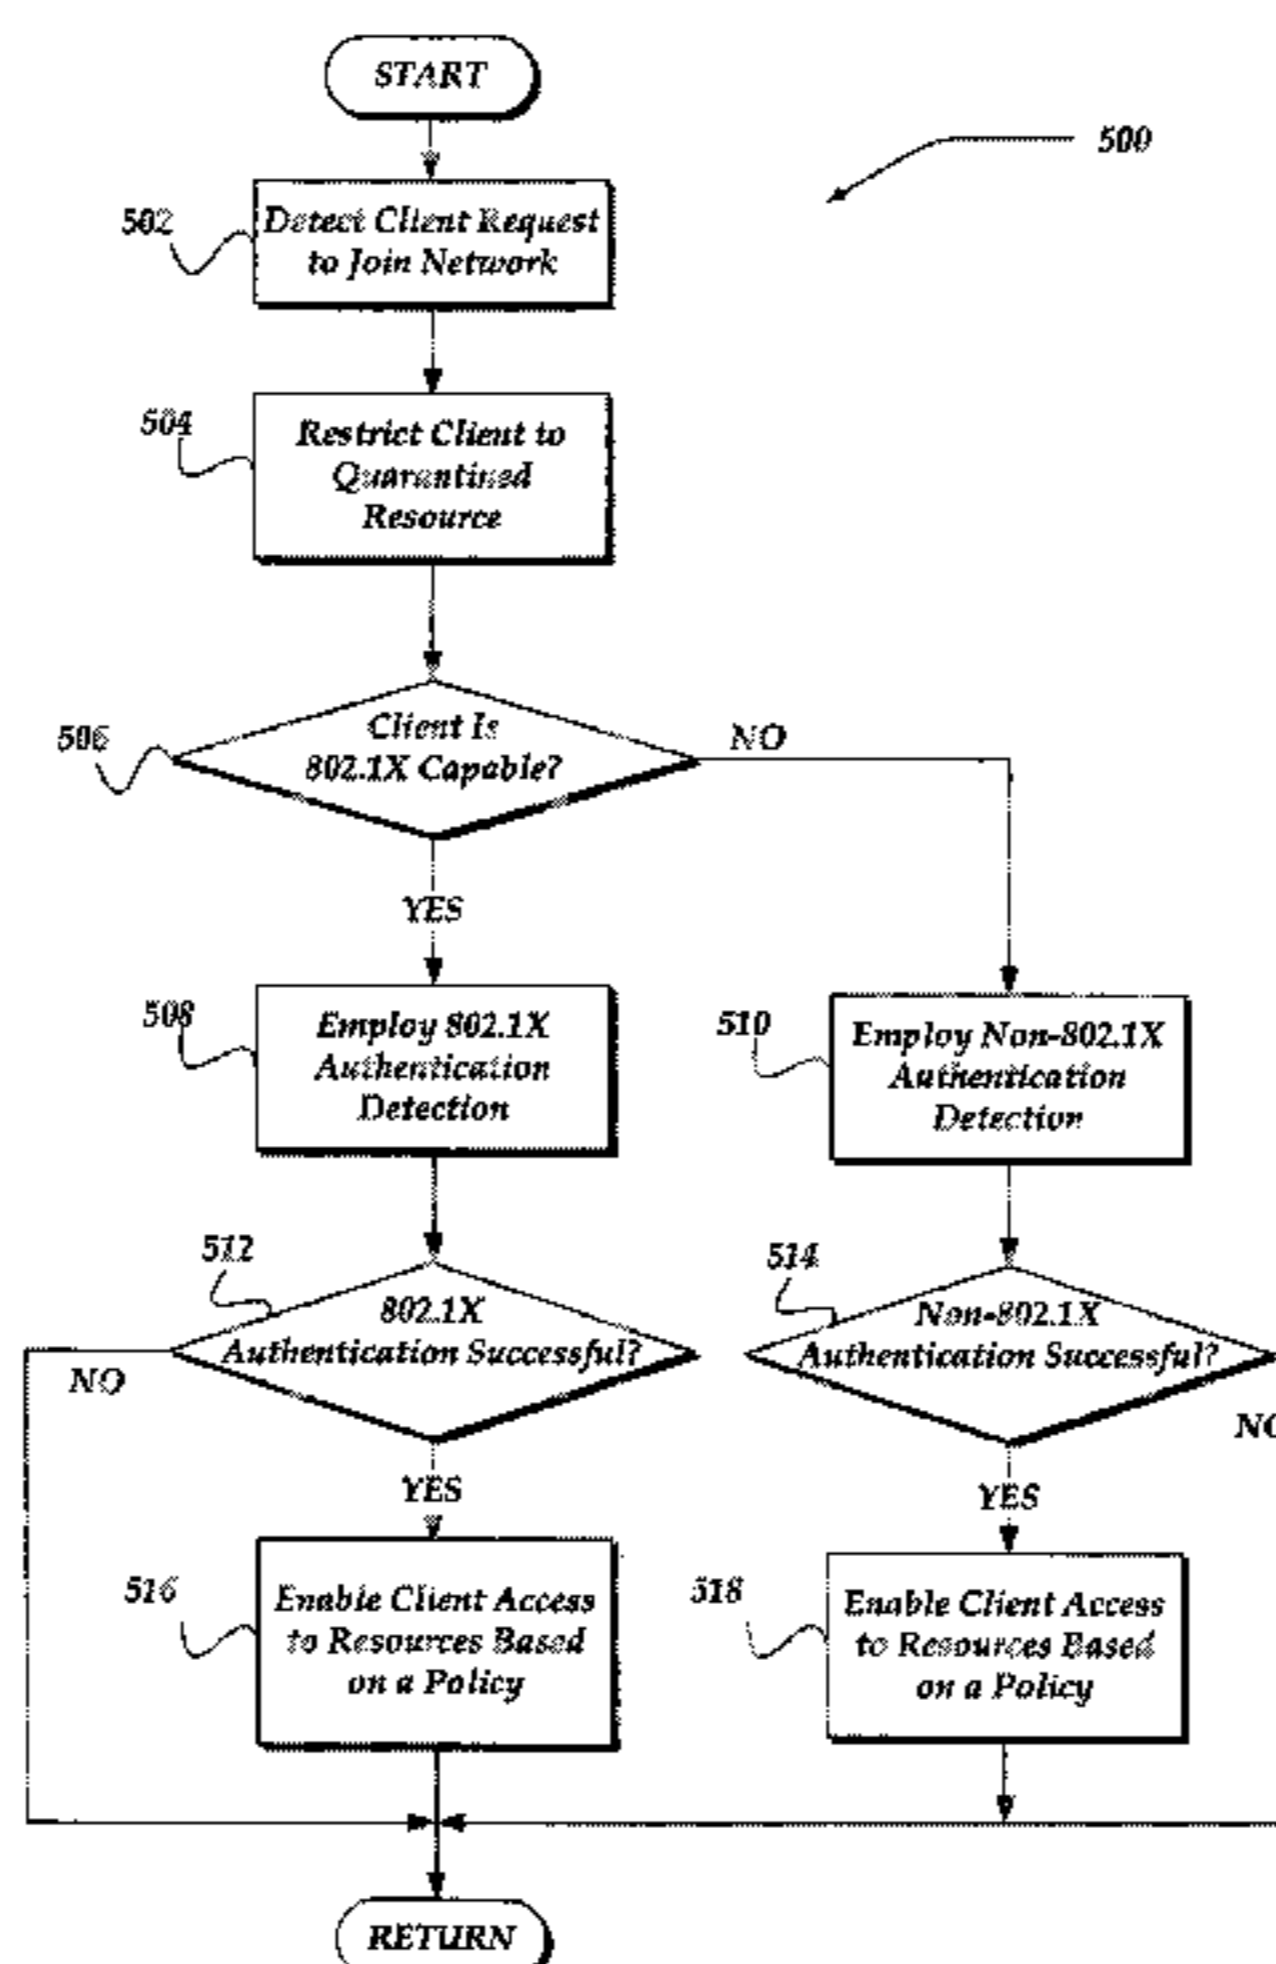 START
500
502
Detect Client Request
to Join Network
504
Restrict Client to
Quarantined
Resource
506
Client Is
802.1X Capable?
NO
YES
508
Employ 802.1X
Authentication
Detection
510
Employ Non-802.1X
Authentication
Detection
512
802.1X
Authentication Successful?
NO
514
Non-802.1X
Authentication Successful?
YES
YES
516
Enable Client Access
to Resources Based
on a Policy
518
Enable Client Access
to Resources Based
on a Policy
RETURN